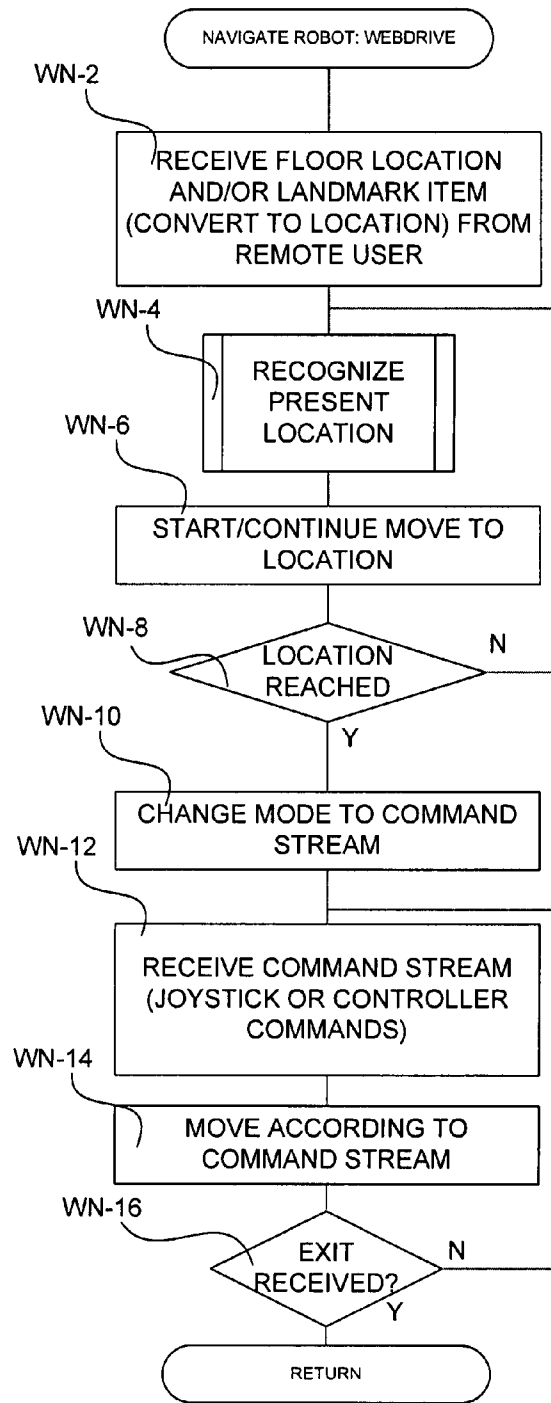 NAVIGATE ROBOT: WEBDRIVE
WN-2
RECEIVE FLOOR LOCATION
AND/OR LANDMARK ITEM
(CONVERT TO LOCATION) FROM
REMOTE USER
WN-4
RECOGNIZE
PRESENT
LOCATION
WN-6
START/CONTINUE MOVE TO
LOCATION
WN-8
LOCATION
REACHED
N
Y
WN-10
CHANGE MODE TO COMMAND
STREAM
WN-12
RECEIVE COMMAND STREAM
(JOYSTICK OR CONTROLLER
COMMANDS)
WN-14
MOVE ACCORDING TO
COMMAND STREAM
WN-16
EXIT
RECEIVED?
N
Y
RETURN